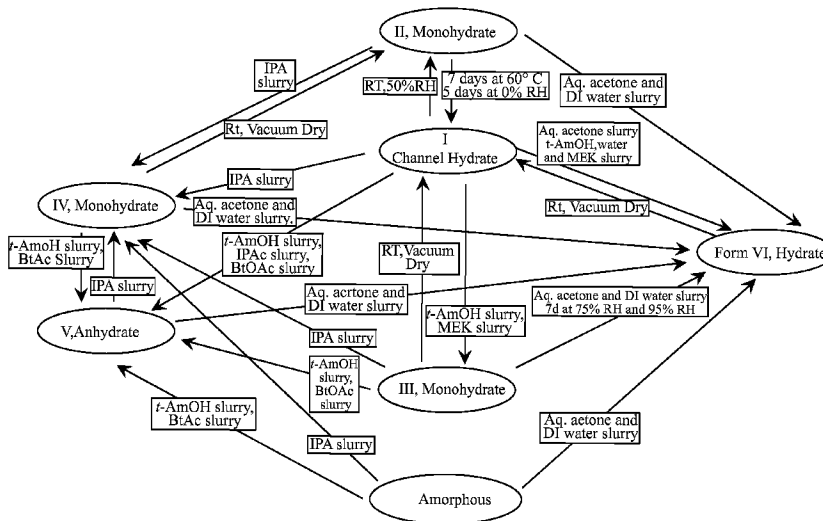 II, Monohydrate
IPA
slurry
RT,50%RH
7 days at 60° C
5 days at 0% RH
Aq. acetone and
DI water slurry
Rt, Vacuum Dry
I
Channel Hydrate
Aq. acetone slurry
t-AmOH,water
and MEK slurry
IPA slurry
IV, Monohydrate
Aq. acetone and
DI water slurry.
Rt, Vacuum Dry
t-AmoH slurry,
BtAc Slurry
IPA slurry
t-AmOH slurry,
IPAc slurry,
BtOAc slurry
RT,Vacuum
Dry
Form VI, Hydrate
Aq. acrtone and
DI water slurry
t-AmOH slurry,
MEK slurry
Aq. acetone and DI water slurry
7d at 75% RH and 95% RH
V,Anhydrate
IPA slurry
t-AmOH
slurry,
BtOAc
slurry
III, Monohydrate
t-AmOH slurry,
BtAc slurry
IPA slurry
Aq. aetone and
DI water slurry
Amorphous